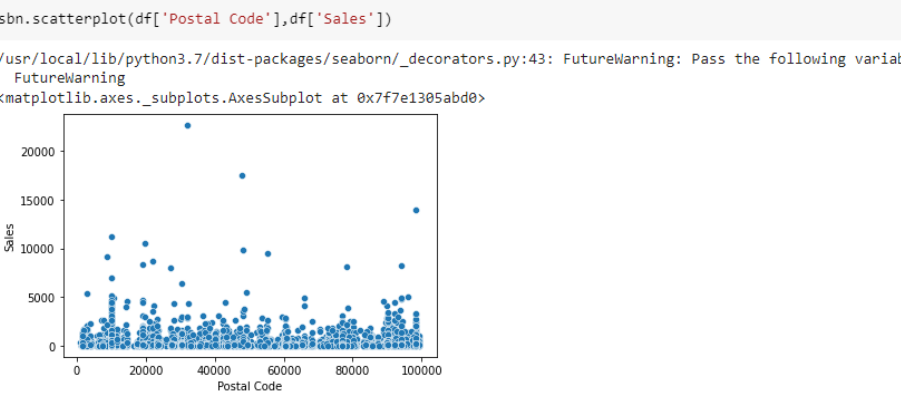 sbn.scatterplot(df['Postal Code'],df['Sales'])
/usr/local/lib/python3.7/dist-packages/seaborn/_decorators.py:43: FutureWarning: Pass the following variab
FutureWarning
<matplotlib.axes._subplots.AxesSubplot at 0x7f7e1305abd0>
20000
15000
10000
5000
0
Sales
0 20000 40000 60000 80000 100000
Postal Code